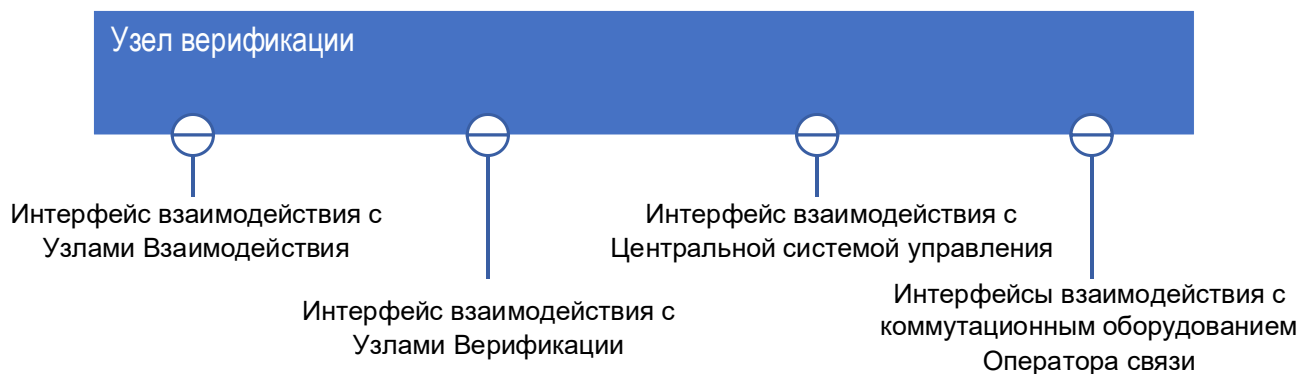 Узел верификации
Интерфейс взаимодействия с
Узлами Взаимодействия
Интерфейс взаимодействия с
Узлами Верификации
Интерфейс взаимодействия с
Центральной системой управления
Интерфейсы взаимодействия с
коммутационным оборудованием
Оператора связи